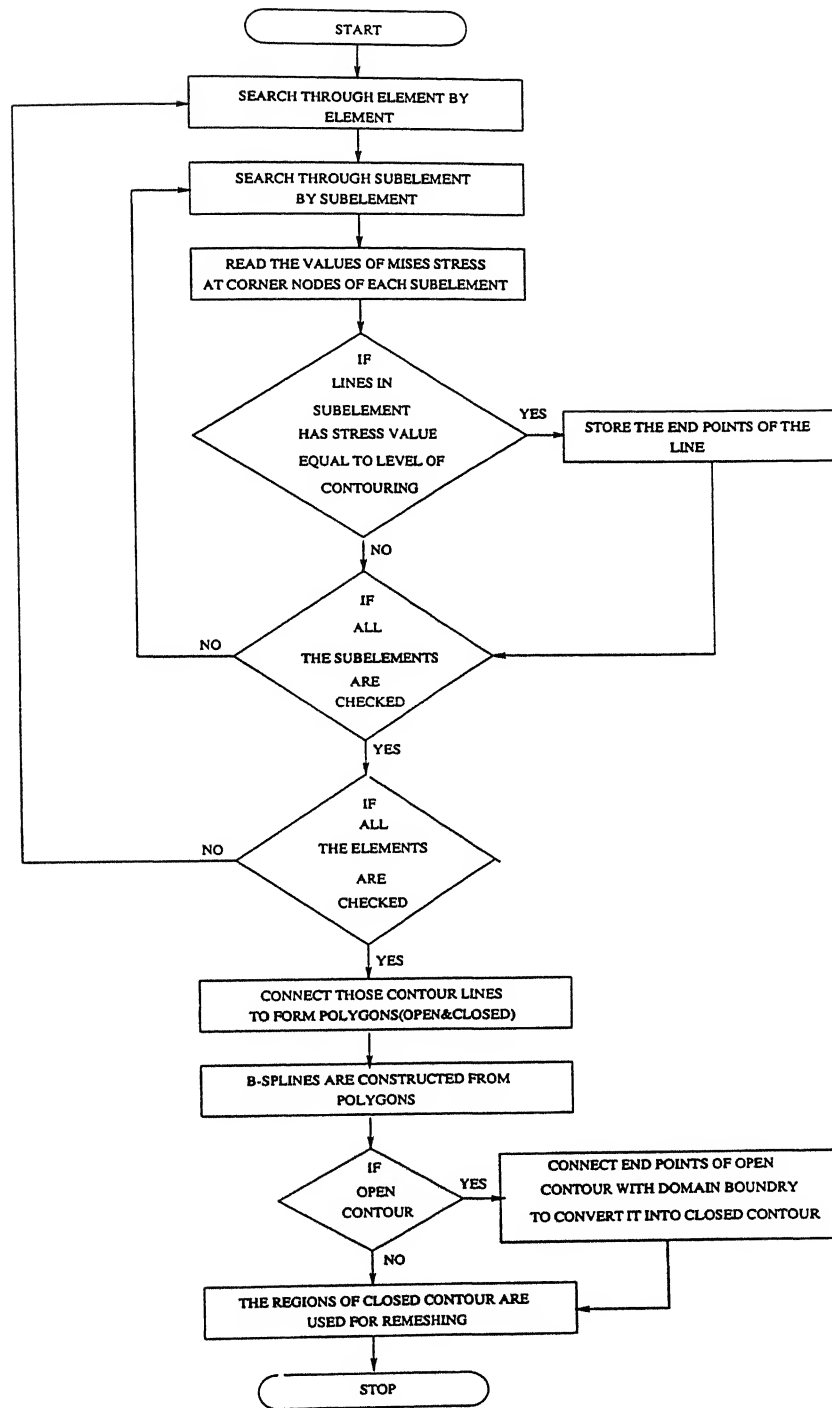 START
SEARCH THROUGH ELEMENT BY
ELEMENT
SEARCH THROUGH SUBELEMENT
BY SUBELEMENT
READ THE VALUES OF MISES STRESS
AT CORNER NODES OF EACH SUBELEMENT
IF
LINES IN
SUBELEMENT
HAS STRESS VALUE
EQUAL TO LEVEL OF
CONTOURING
YES
STORE THE END POINTS OF THE
LINE
NO
IF
ALL
THE SUBELEMENTS
ARE
CHECKED
NO
YES
IF
ALL
THE ELEMENTS
ARE
CHECKED
NO
YES
CONNECT THOSE CONTOUR LINES
TO FORM POLYGONS(OPEN&CLOSED)
B-SPLINES ARE CONSTRUCTED FROM
POLYGONS
IF
OPEN
CONTOUR
YES
CONNECT END POINTS OF OPEN
CONTOUR WITH DOMAIN BOUNDRY
TO CONVERT IT INTO CLOSED CONTOUR
NO
THE REGIONS OF CLOSED CONTOUR ARE
USED FOR REMESHING
STOP